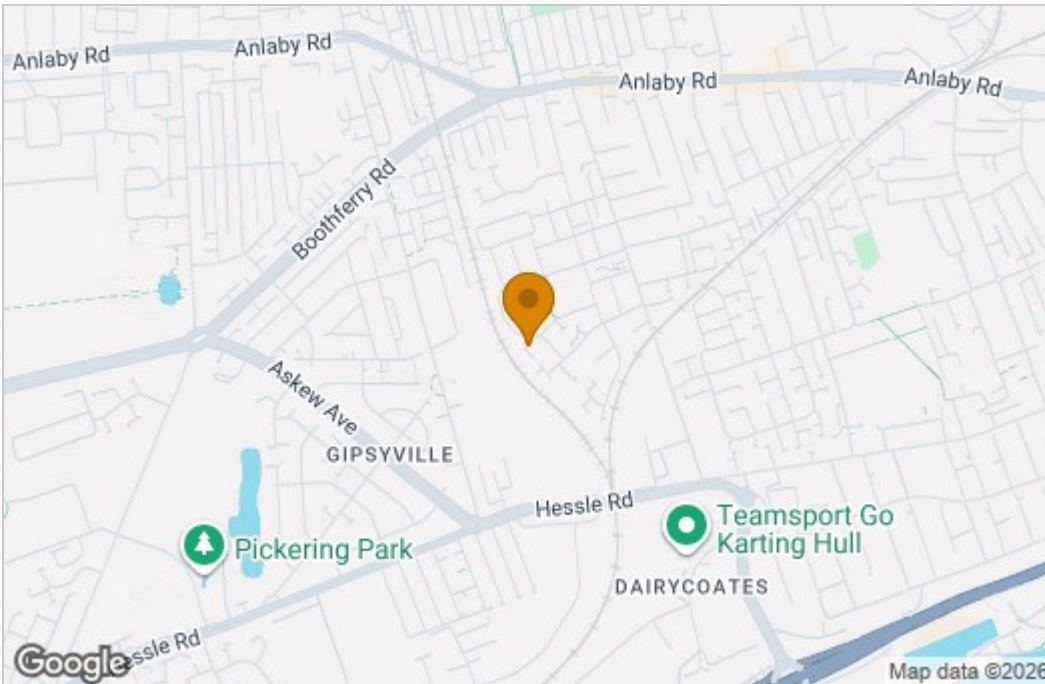 Anlaby Rd
Anlaby Rd
Anlaby Rd
Anlaby Rd
Boothferry Rd
Askew Ave
GIPSYVILLE
Hessle Rd
Teamsport Go
Karting Hull
Pickering Park
DAIRYCOATES
essle Rd
Google
Map data ©2026